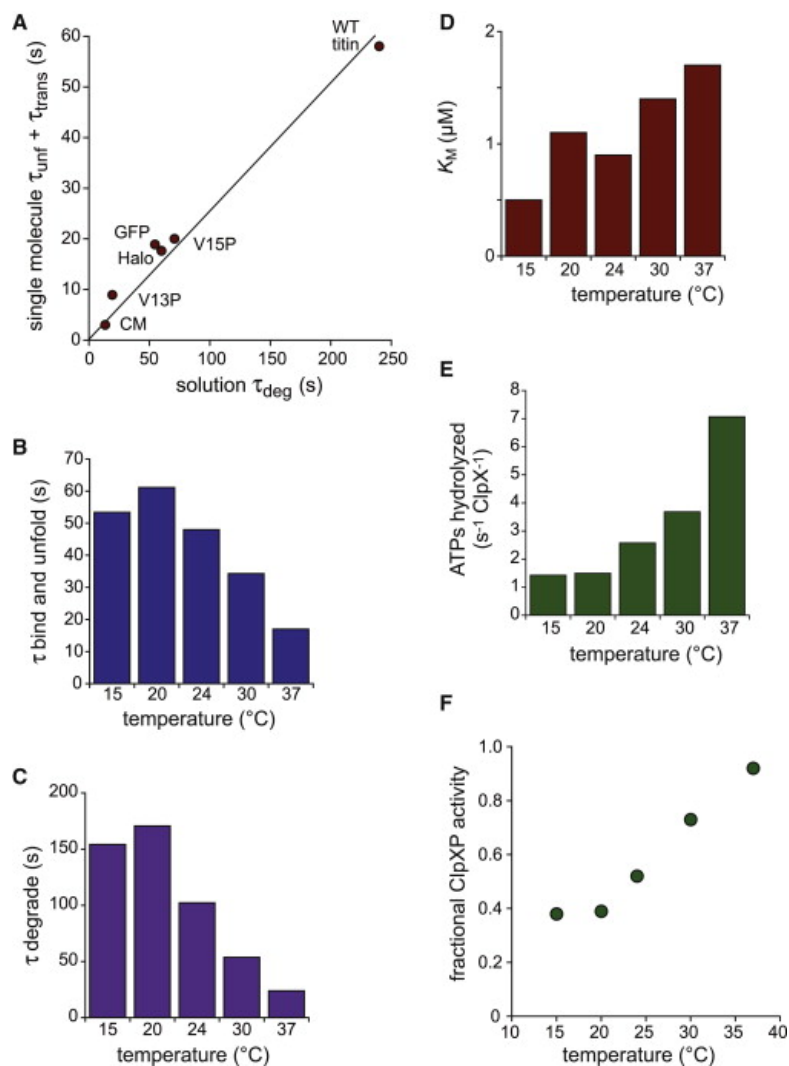 A
single molecule τunf + τtrans (s)
60
50
40
30
20
10
0
WT
titin
GFP
Halo
V15P
V13P
CM
0 50 100 150 200 250
solution τdeg (s)
B
τ bind and unfold (s)
70
60
50
40
30
20
10
0
15 20 24 30 37
temperature (°C)
C
τ degrade (s)
200
150
100
50
0
15 20 24 30 37
temperature (°C)
D
KM (µM)
2
1
0
15 20 24 30 37
temperature (°C)
E
ATPs hydrolyzed
(s-1 ClpX-1)
8
7
6
5
4
3
2
1
0
15 20 24 30 37
temperature (°C)
F
fractional ClpXP activity
1.0
0.8
0.6
0.4
0.2
0
10 15 20 25 30 35 40
temperature (°C)